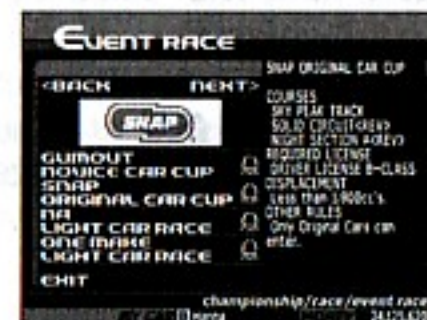 EVENT RACE
<BACK NEXT>
SNAP
GUMOUT
NOVICE CAR CUP
SNAP
ORIGINAL CAR CUP
NA
LIGHT CAR RACE
ONE MAKE
LIGHT CAR RACE
EXIT
SNAP ORIGINAL CAR CUP
COURSES
SKY PEAK TRACK
SOLID CIRCUIT<REV>
NIGHT SECTION A<REV>
REQUIRED LICENSE
DRIVER LICENSE B-CLASS
DISPLACEMENT
Less than 1,800cc's.
OTHER RULES
Only Original Cars can
enter.
championship/race/event race